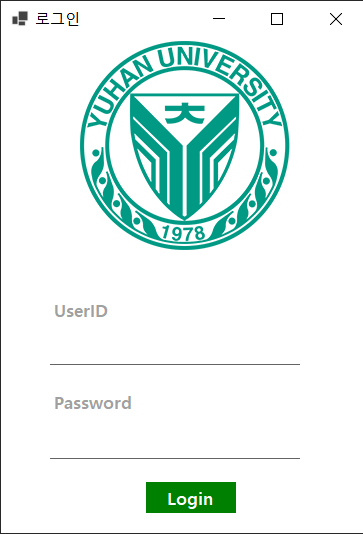 로그인
YUHAN UNIVERSITY
大
1978
UserID
Password
Login